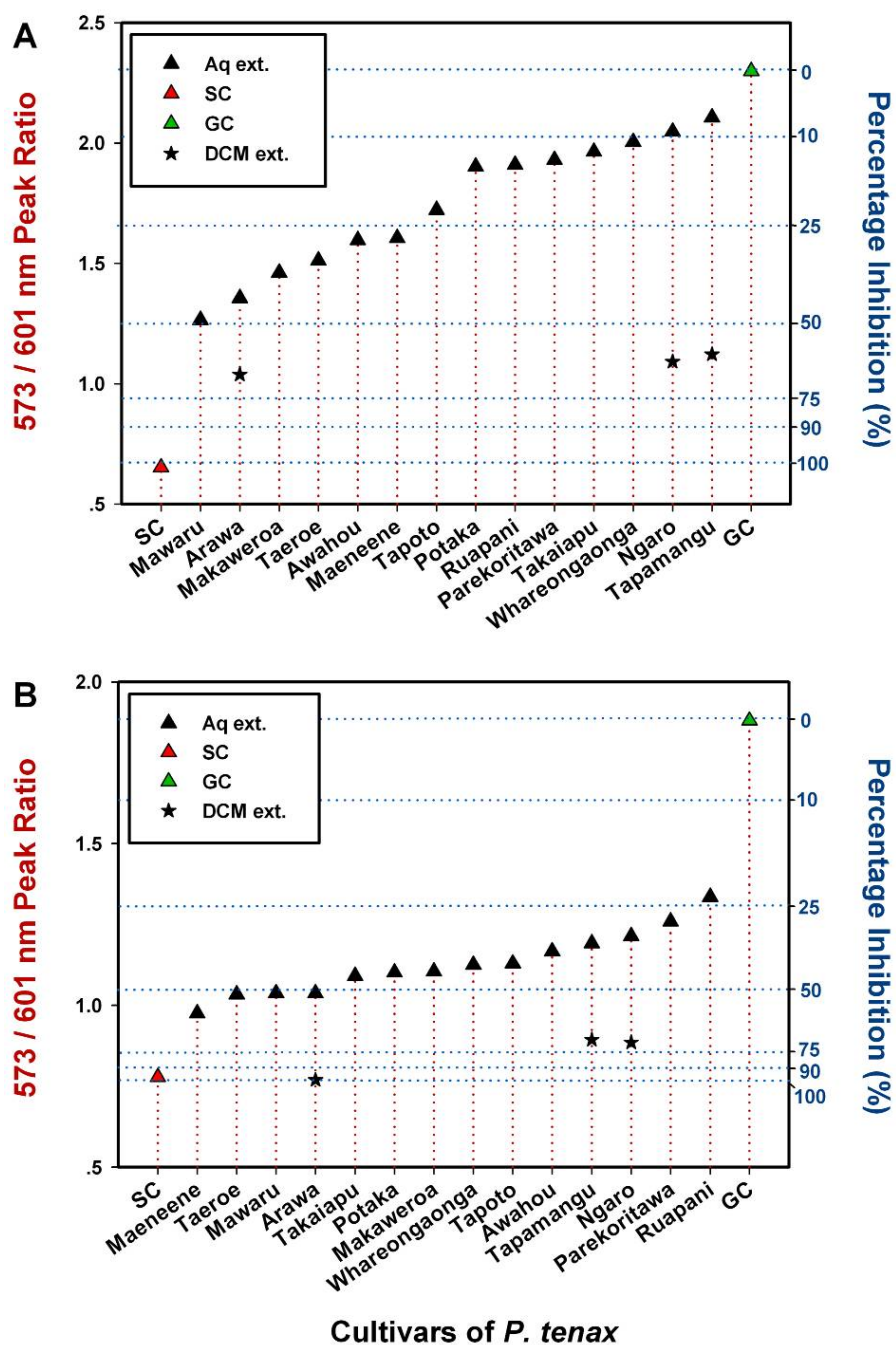 A
2.5
2.0
1.5
1.0
.5
573 / 601 nm Peak Ratio
Aq ext.
SC
GC
DCM ext.
0
10
25
50
75
90
100
Percentage Inhibition (%)
SC
Mawaru
Arawa
Makaweroa
Taeroe
Awahou
Maeneene
Tapoto
Potaka
Ruapani
Parekoritawa
Takaiapu
Whareongaonga
Ngaro
Tapamangu
GC
B
2.0
1.5
1.0
.5
573 / 601 nm Peak Ratio
Aq ext.
SC
GC
DCM ext.
0
10
25
50
75
90
100
Percentage Inhibition (%)
SC
Maeneene
Taeroe
Mawaru
Arawa
Takaiapu
Potaka
Makaweroa
Whareongaonga
Tapoto
Awahou
Tapamangu
Ngaro
Parekoritawa
Ruapani
GC
Cultivars of P. tenax